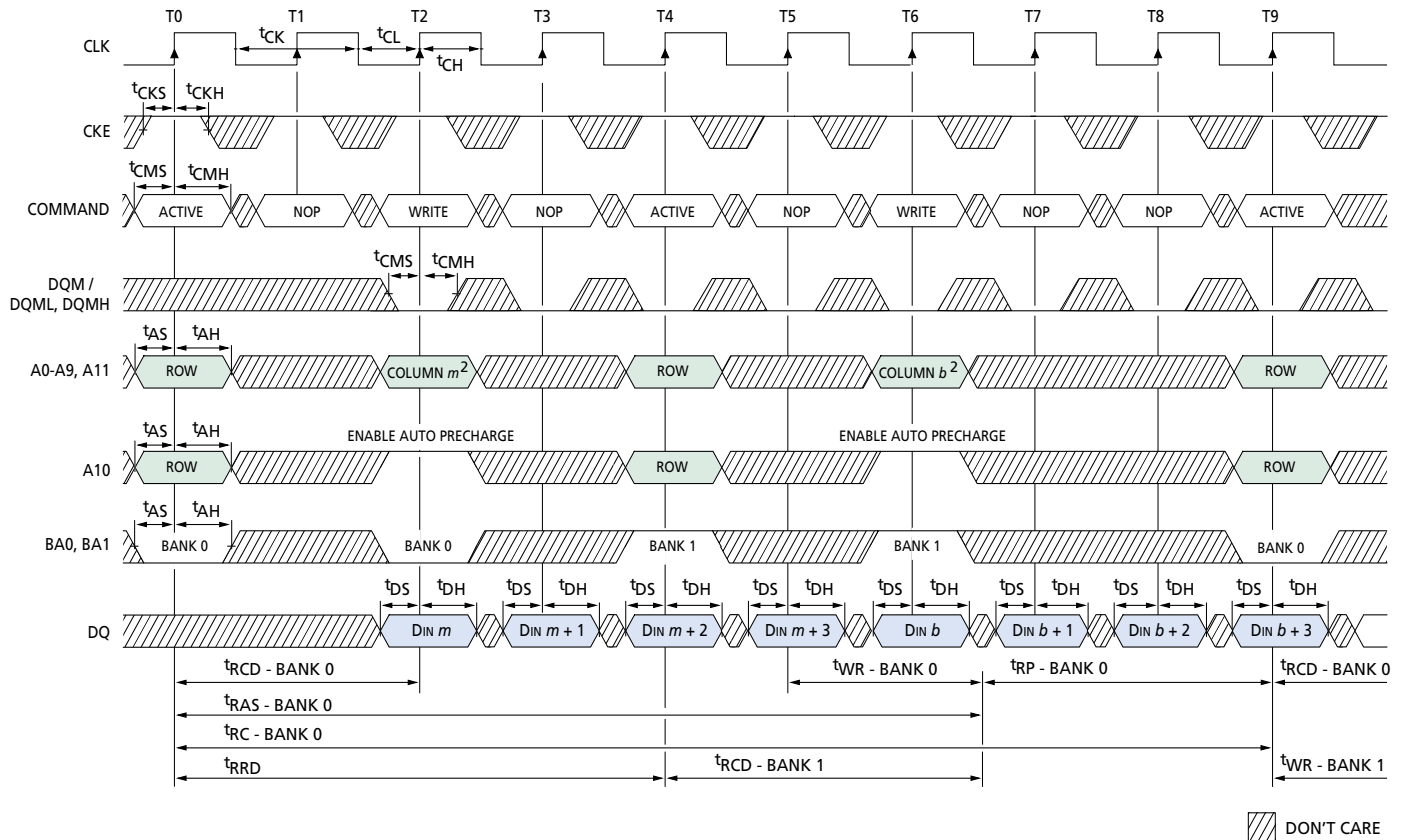 T0 T1 T2 T3 T4 T5 T6 T7 T8 T9
CLK
tCK tCL
tCH
tCKS tCKH
CKE
tCMS tCMH
COMMAND ACTIVE NOP WRITE NOP ACTIVE NOP WRITE NOP NOP ACTIVE
tCMS tCMH
DQM /
DQML, DQMH
tAS tAH
A0-A9, A11 ROW COLUMN m2 ROW COLUMN b 2 ROW
tAS tAH ENABLE AUTO PRECHARGE ENABLE AUTO PRECHARGE
A10 ROW ROW ROW
tAS tAH
BA0, BA1 BANK 0 BANK 0 BANK 1 BANK 1 BANK 0
tDS tDH tDS tDH tDS tDH tDS tDH tDS tDH tDS tDH tDS tDH tDS tDH
DQ DIN m DIN m + 1 DIN m + 2 DIN m + 3 DIN b DIN b + 1 DIN b + 2 DIN b + 3
tRCD - BANK 0 tWR - BANK 0 tRP - BANK 0 tRCD - BANK 0
tRAS - BANK 0
tRC - BANK 0
tRRD tRCD - BANK 1 tWR - BANK 1
DON'T CARE